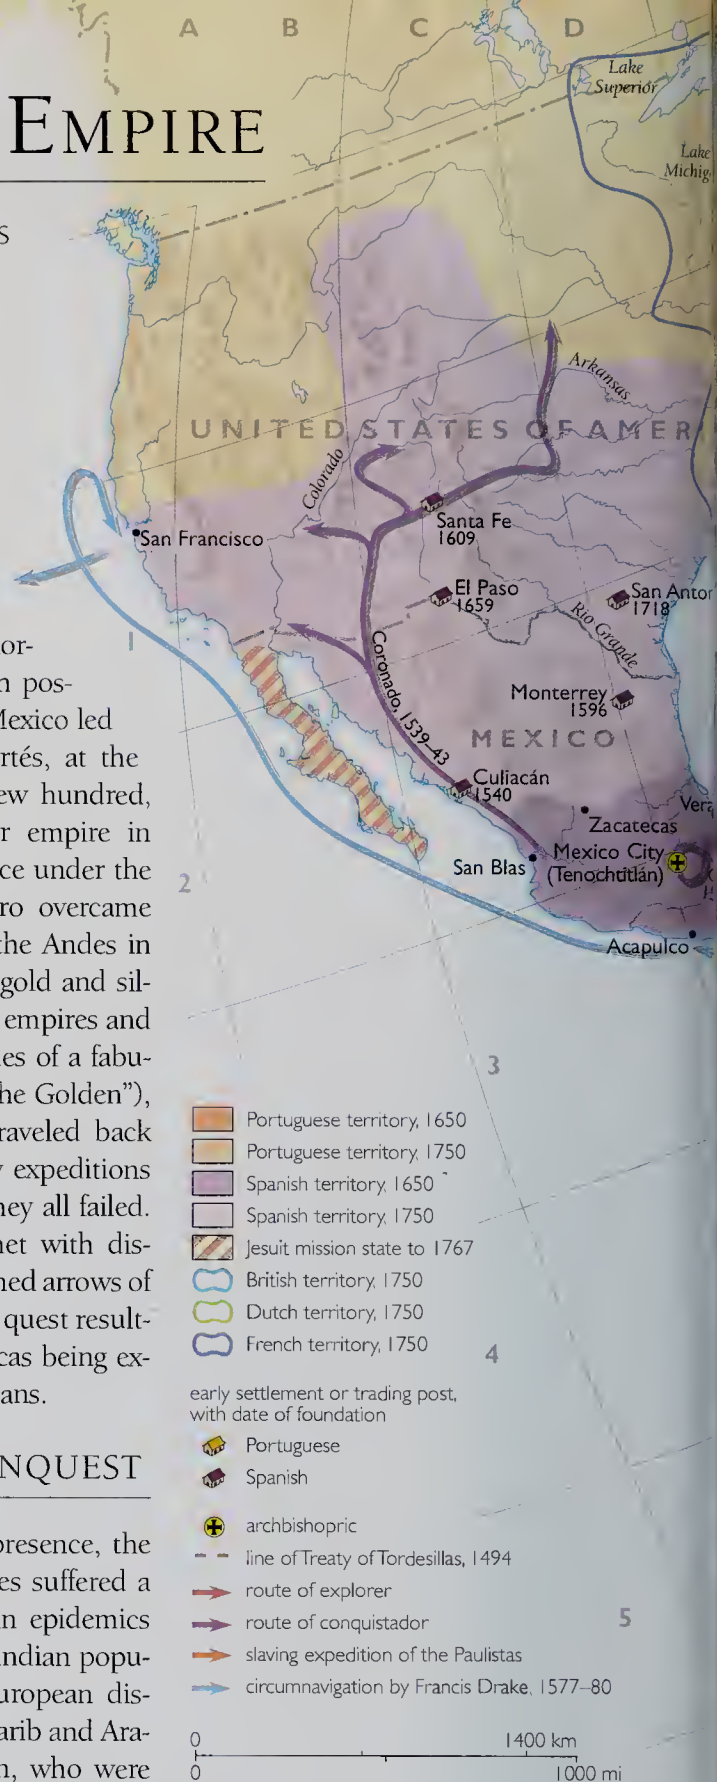 A B C D
Lake
Superiór
EMPIRE
Lake
Michig
S
Arkansas
UNITED STATES OF AMER
Colorado
Santa Fe
1609
San Francisco
El Paso
1659
San Antor
1718
Rio Grande
1
or-
Coronado, 1539–43
n pos-
Monterrey
1596
Mexico led
MEXICO
rtés, at the
Culiacán
1540
ew hundred,
Vera
r empire in
Zacatecas
Mexico City
(Tenochtitlán)
ce under the
San Blas
2
ro overcame
the Andes in
Acapulco
gold and sil-
empires and
es of a fabu-
3
he Golden”),
Portuguese territory, 1650
raveled back
Portuguese territory, 1750
expeditions
Spanish territory, 1650
ney all failed.
Spanish territory, 1750
net with dis-
Jesuit mission state to 1767
ned arrows of
British territory, 1750
quest result-
Dutch territory, 1750
cas being ex-
French territory, 1750
4
ans.
early settlement or trading post,
with date of foundation
Portuguese
NQUEST
Spanish
presence, the
archbishopric
es suffered a
line of Treaty of Tordesillas, 1494
n epidemics
route of explorer
ndian popu-
route of conquistador
5
uropean dis-
slaving expedition of the Paulistas
arib and Ara-
circumnavigation by Francis Drake, 1577–80
n, who were
0 1400 km
0 1000 mi